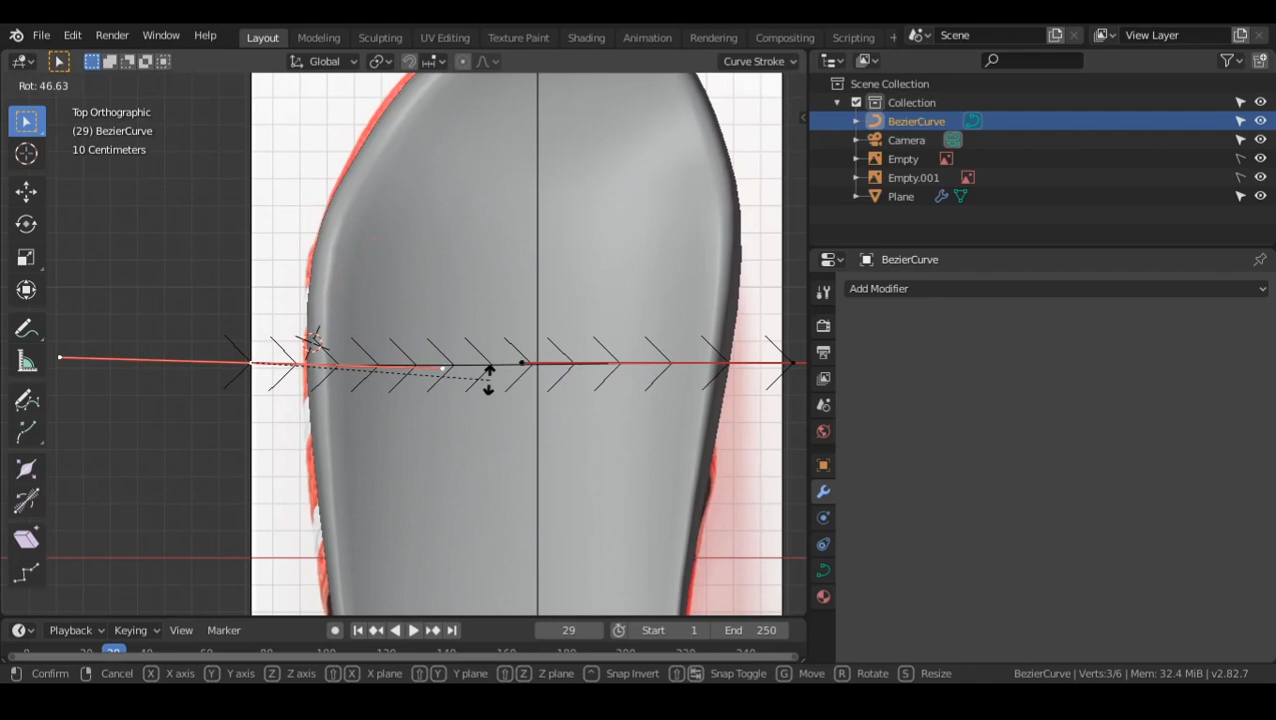 File Edit Render Window Help Layout Modeling Sculpting UV Editing Texture Paint Shading Animation Rendering Compositing Scripting + Scene View Layer
Global Curve Stroke
Rot: 46.63
Top Orthographic
(29) BezierCurve
10 Centimeters
Scene Collection
Collection
BezierCurve
Camera
Empty
Empty.001
Plane
BezierCurve
Add Modifier
Playback Keying View Marker 29 Start 1 End 250
Confirm Cancel X X axis Y Y axis Z Z axis X X plane Y Y plane Z Z plane ^ Snap Invert Snap Toggle G Move R Rotate S Resize BezierCurve | Verts:3/6 | Mem: 32.4 MiB | v2.82.7